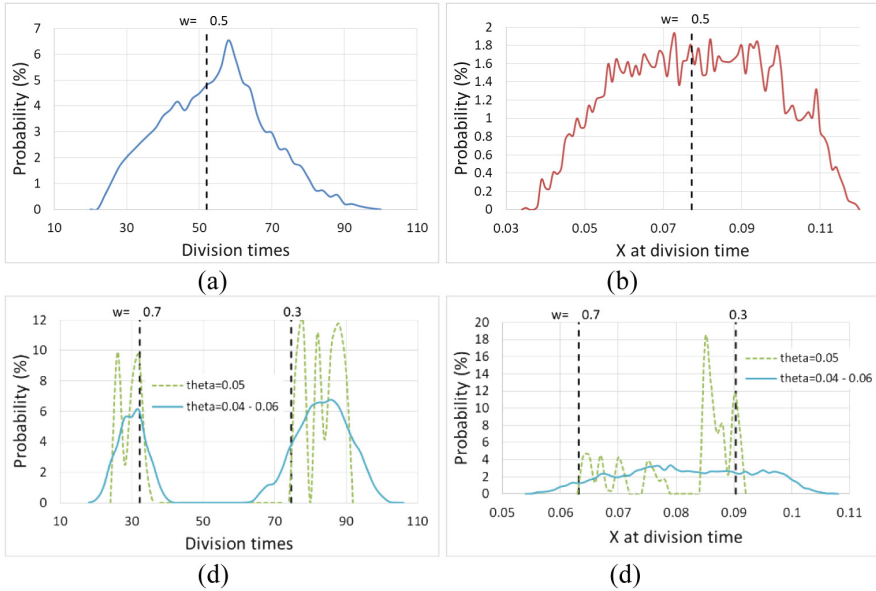 w= 0.5
Probability (%)
7
6
5
4
3
2
1
0
10 30 50 70 90 110
Division times
(a)
w= 0.5
Probability (%)
2
1.8
1.6
1.4
1.2
1
0.8
0.6
0.4
0.2
0
0.03 0.05 0.07 0.09 0.11
X at division time
(b)
w= 0.7 0.3
Probability (%)
12
10
8
6
4
2
0
theta=0.05
theta=0.04 - 0.06
10 30 50 70 90 110
Division times
(d)
w= 0.7 0.3
Probability (%)
20
18
16
14
12
10
8
6
4
2
0
theta=0.05
theta=0.04 - 0.06
0.05 0.06 0.07 0.08 0.09 0.1 0.11
X at division time
(d)